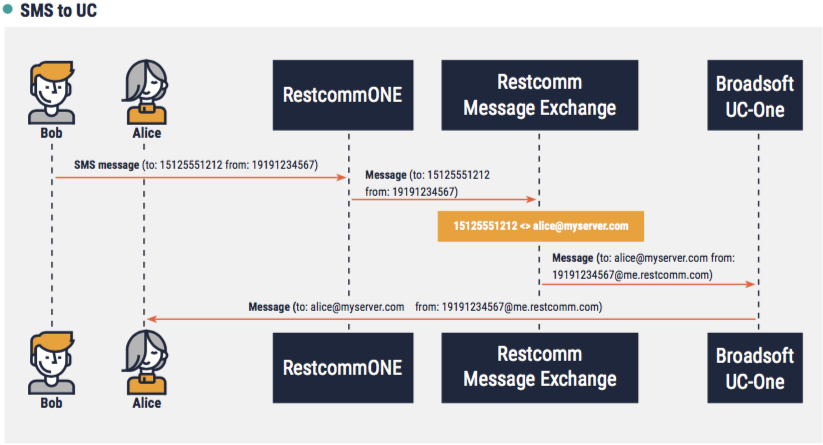 SMS to UC
Bob
Alice
RestcommONE
Restcomm
Message Exchange
Broadsoft
UC-One
SMS message (to: 15125551212 from: 19191234567)
Message (to: 15125551212
from: 19191234567)
15125551212 <> alice@myserver.com
Message (to: alice@myserver.com from:
19191234567@me.restcomm.com)
Message (to: alice@myserver.com from: 19191234567@me.restcomm.com)
Bob
Alice
RestcommONE
Restcomm
Message Exchange
Broadsoft
UC-One